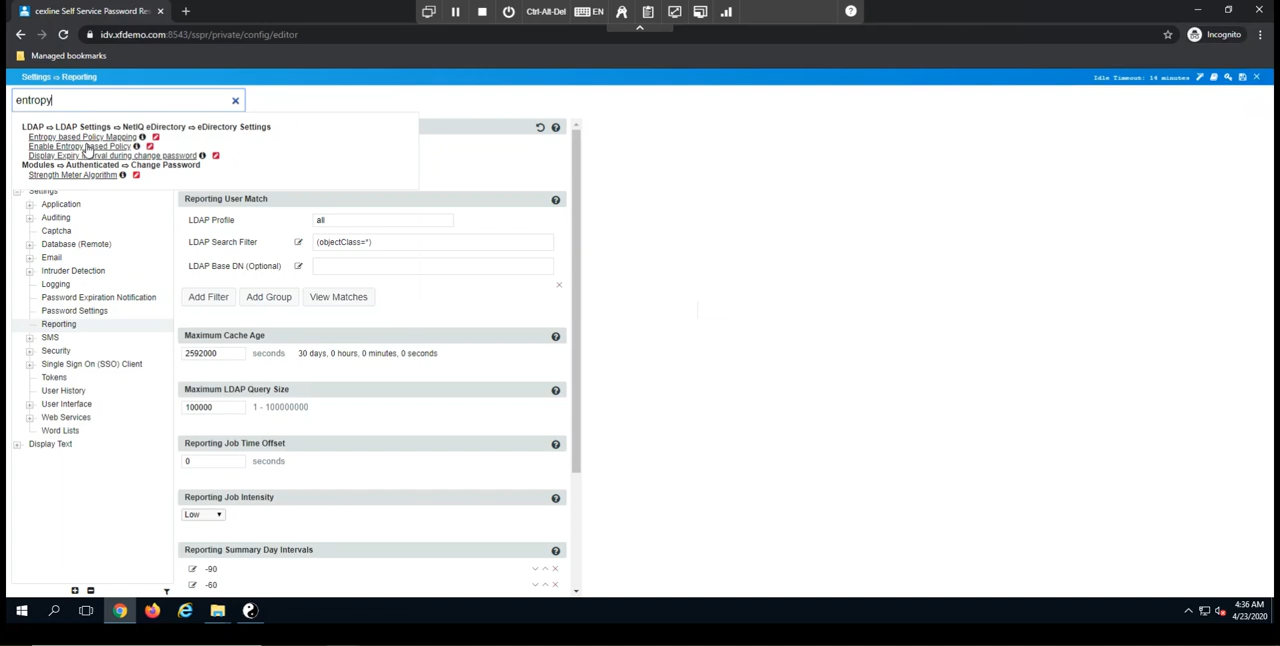 cexline Self Service Password Res
Ctrl-Alt-Del
EN
idv.xfdemo.com:8543/sspr/private/config/editor
Incognito
Managed bookmarks
Settings ⇨ Reporting
Idle Timeout: 14 minutes
entropy
LDAP ⇨ LDAP Settings ⇨ NetIQ eDirectory ⇨ eDirectory Settings
Entropy based Policy Mapping
Enable Entropy based Policy
Display Expiry Interval during change password
Modules ⇨ Authenticated ⇨ Change Password
Strength Meter Algorithm
Settings
Application
Auditing
Captcha
Database (Remote)
Email
Intruder Detection
Logging
Password Expiration Notification
Password Settings
Reporting
SMS
Security
Single Sign On (SSO) Client
Tokens
User History
User Interface
Web Services
Word Lists
Display Text
Reporting User Match
LDAP Profile all
LDAP Search Filter (objectClass=*)
LDAP Base DN (Optional)
Add Filter Add Group View Matches
Maximum Cache Age
2592000 seconds 30 days, 0 hours, 0 minutes, 0 seconds
Maximum LDAP Query Size
100000 1 - 100000000
Reporting Job Time Offset
0 seconds
Reporting Job Intensity
Low
Reporting Summary Day Intervals
-90
-60
4:36 AM
4/23/2020